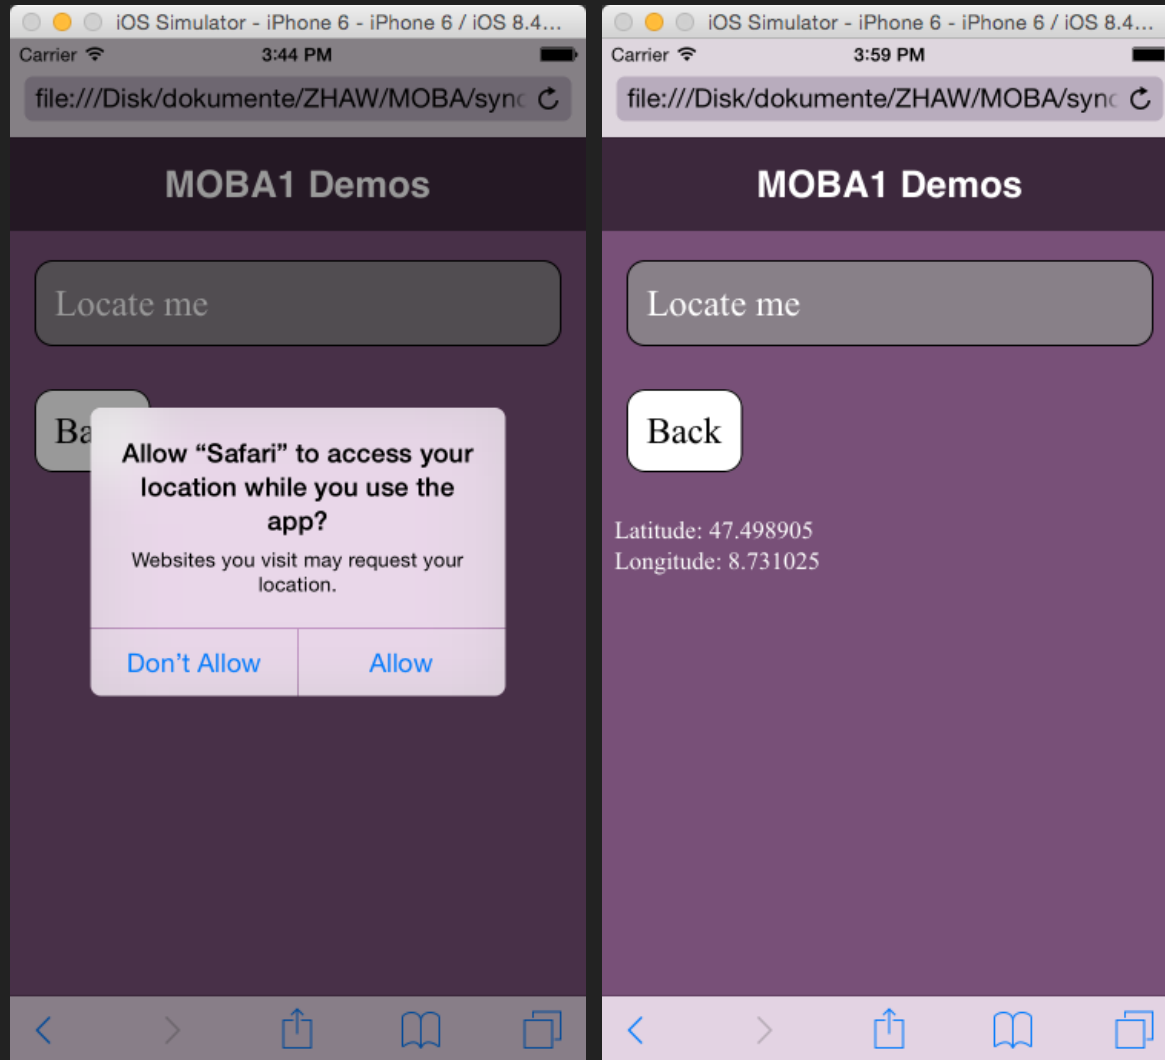 iOS Simulator - iPhone 6 - iPhone 6 / iOS 8.4...
Carrier 3:44 PM
file:///Disk/dokumente/ZHAW/MOBA/sync
MOBA1 Demos
Locate me
Ba
Allow “Safari” to access your
location while you use the
app?
Websites you visit may request your
location.
Don’t Allow Allow
iOS Simulator - iPhone 6 - iPhone 6 / iOS 8.4...
Carrier 3:59 PM
file:///Disk/dokumente/ZHAW/MOBA/sync
MOBA1 Demos
Locate me
Back
Latitude: 47.498905
Longitude: 8.731025